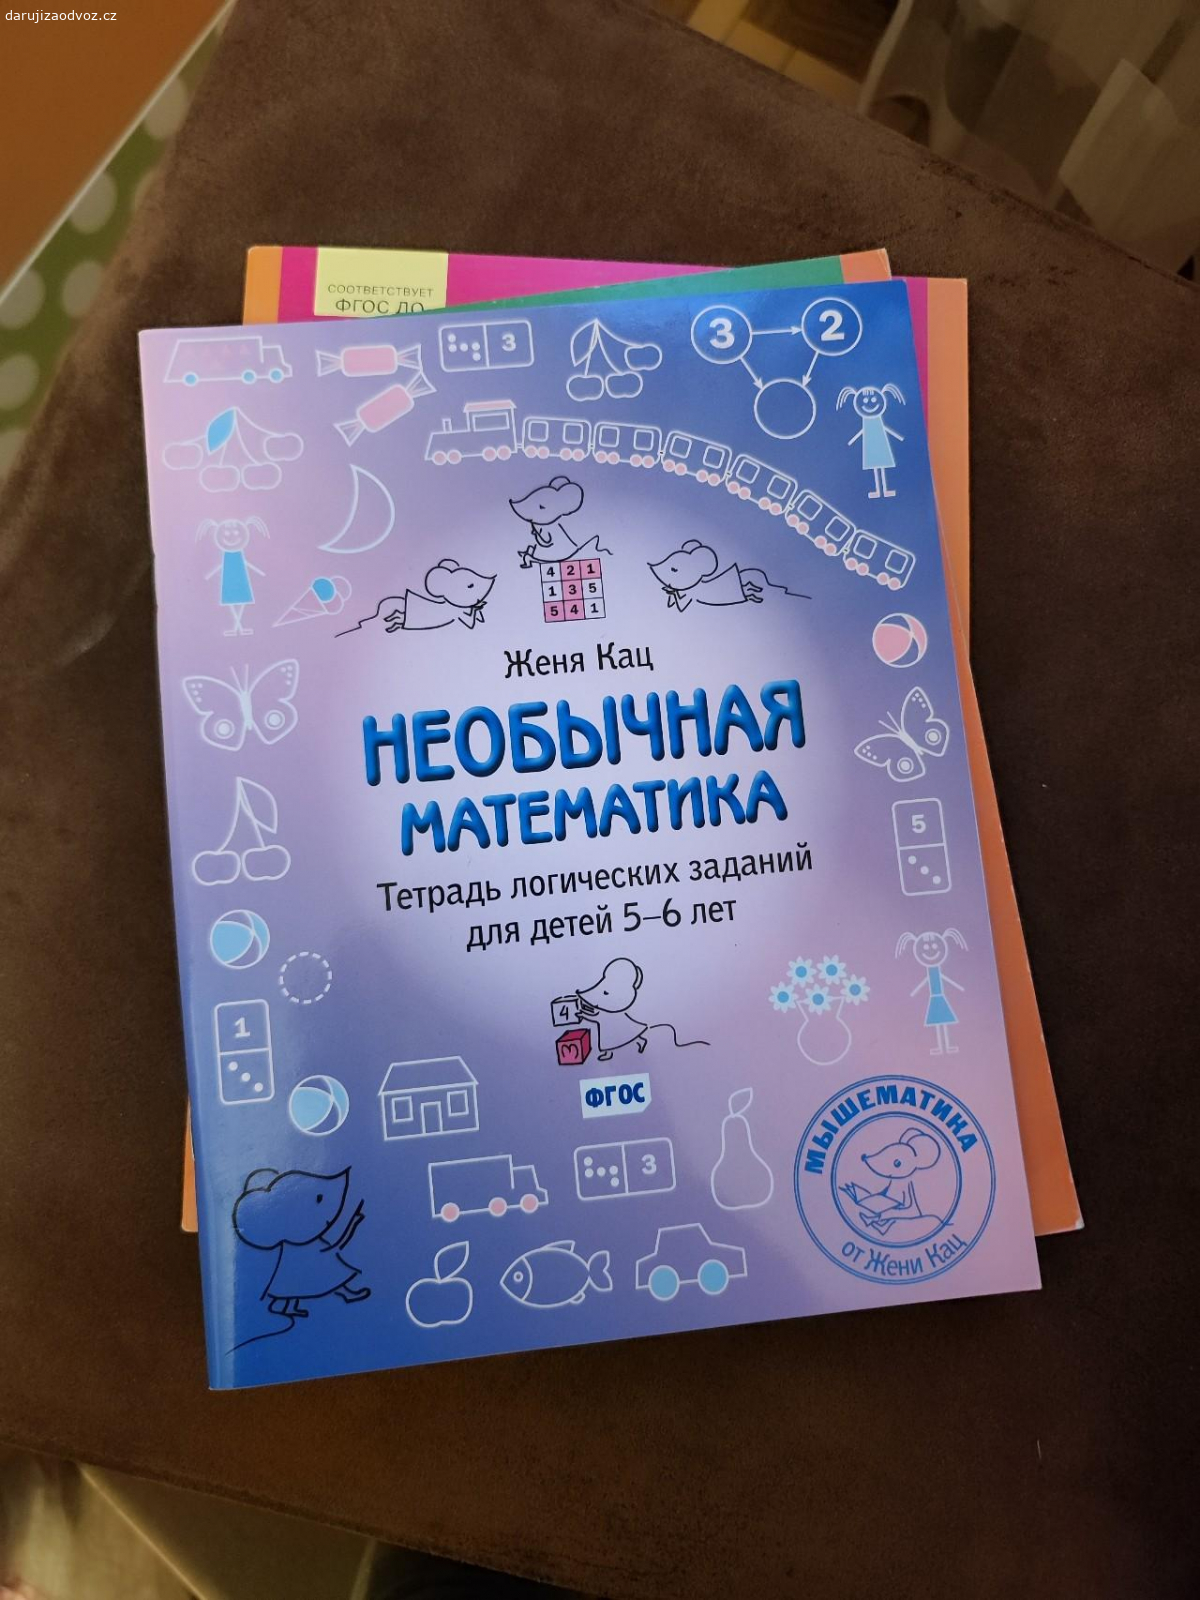 darujizaodvoz.cz
СООТВЕТСТВУЕТ
ФГОС ДО
3
3 2
4 2 1
1 3 5
5 4 1
Женя Кац
НЕОБЫЧНАЯ
МАТЕМАТИКА
Тетрадь логических заданий
для детей 5–6 лет
5
1
4
3
ФГОС
3
МЫШЕМАТИКА
от Жени Кац